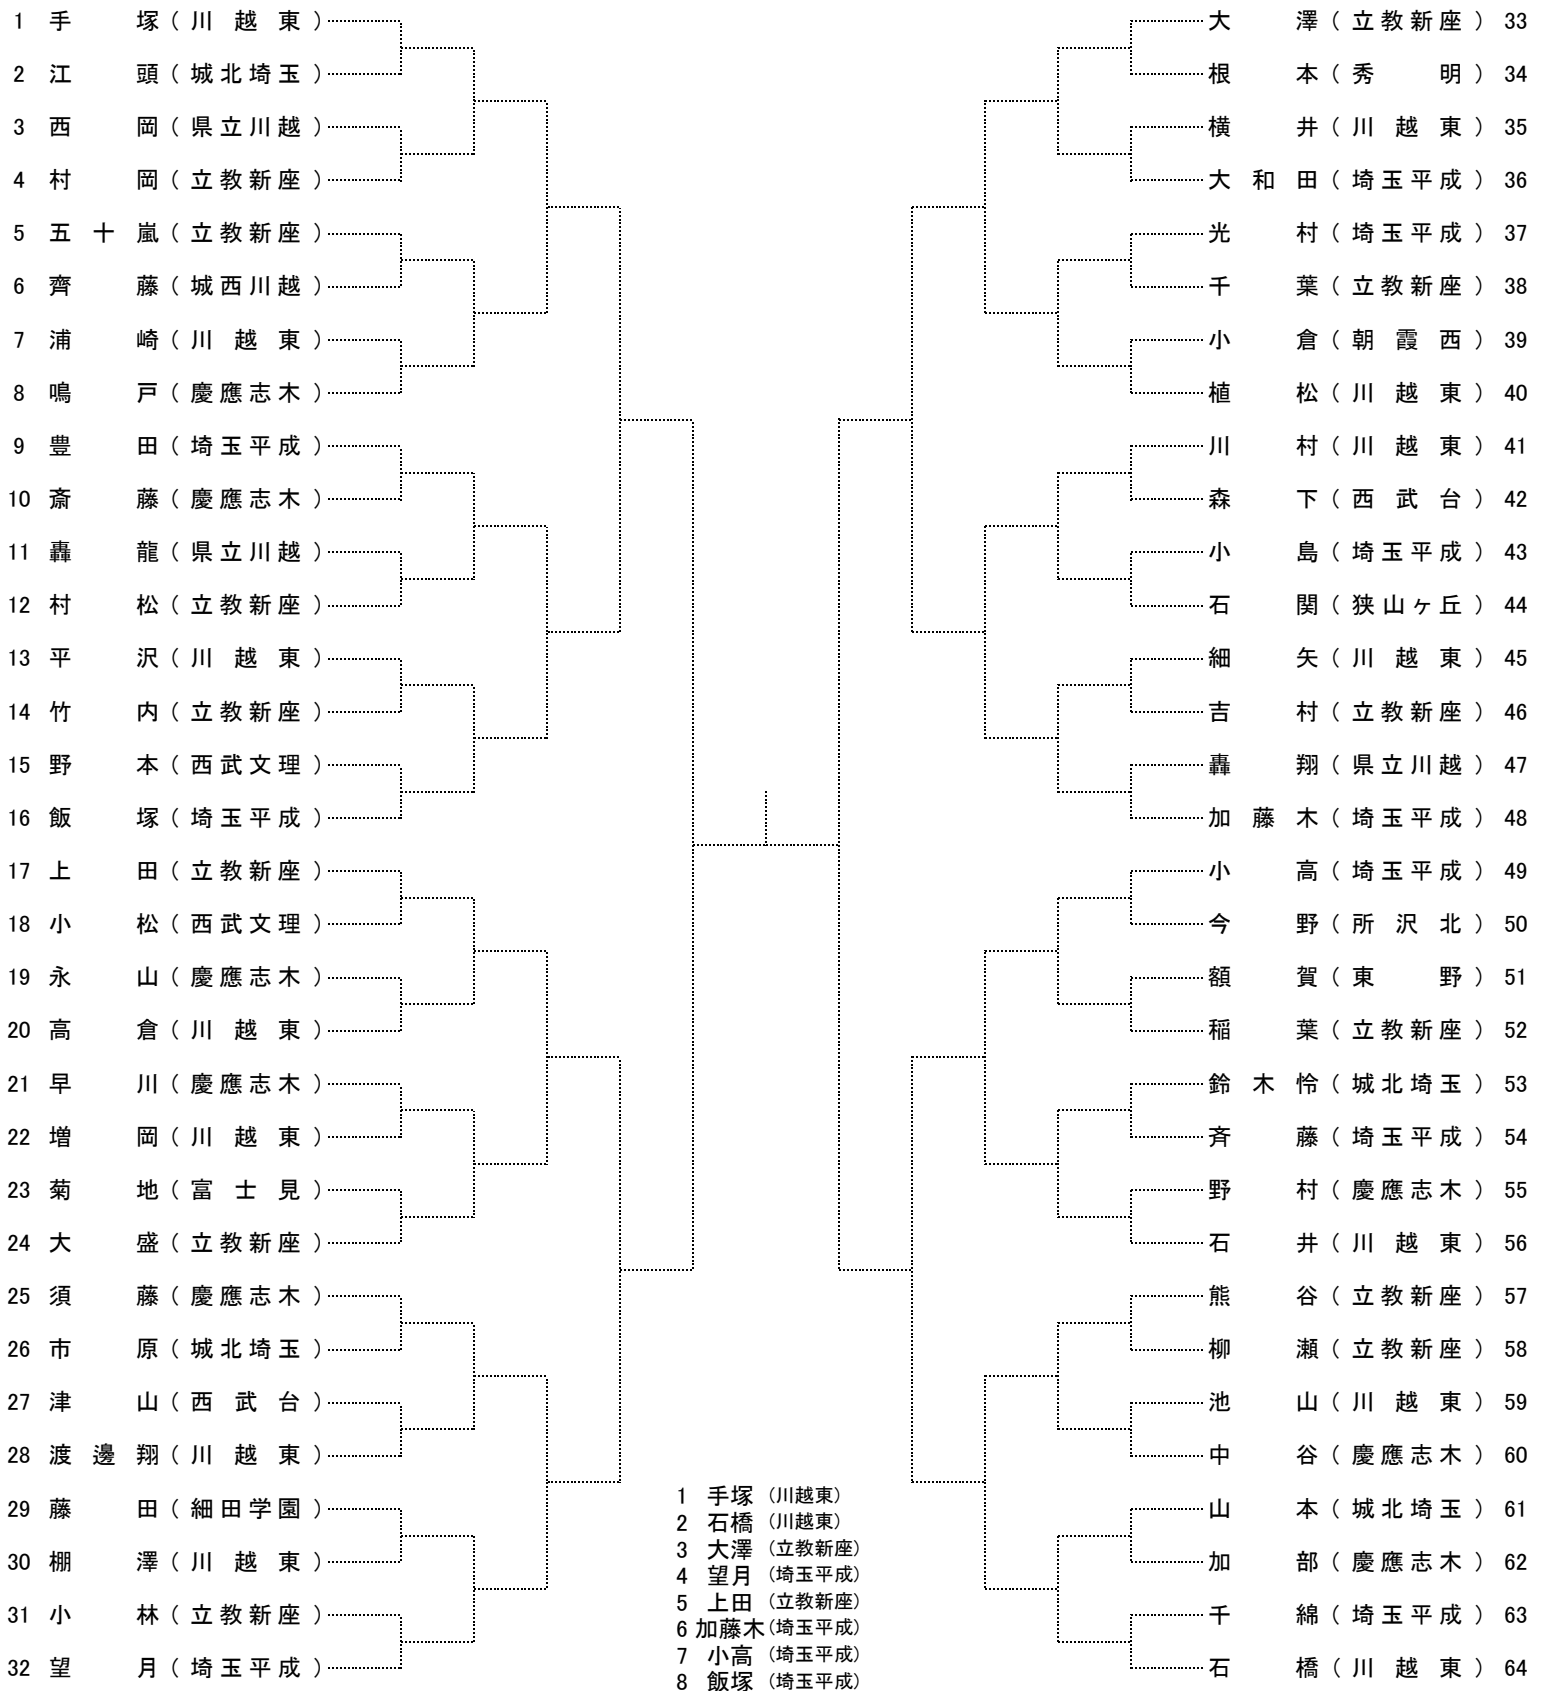 1 手塚（川越東）
2 江頭（城北埼玉）
3 西岡（県立川越）
4 村岡（立教新座）
5 五十嵐（立教新座）
6 齊藤（城西川越）
7 浦崎（川越東）
8 鳴戸（慶應志木）
9 豊田（埼玉平成）
10 斎藤（慶應志木）
11 轟龍（県立川越）
12 村松（立教新座）
13 平沢（川越東）
14 竹内（立教新座）
15 野本（西武文理）
16 飯塚（埼玉平成）
17 上田（立教新座）
18 小松（西武文理）
19 永山（慶應志木）
20 高倉（川越東）
21 早川（慶應志木）
22 増岡（川越東）
23 菊地（富士見）
24 大盛（立教新座）
25 須藤（慶應志木）
26 市原（城北埼玉）
27 津山（西武台）
28 渡邊翔（川越東）
29 藤田（細田学園）
30 棚澤（川越東）
31 小林（立教新座）
32 望月（埼玉平成）
大澤（立教新座）33
根本（秀明）34
横井（川越東）35
大和田（埼玉平成）36
光村（埼玉平成）37
千葉（立教新座）38
小倉（朝霞西）39
植松（川越東）40
川村（川越東）41
森下（西武台）42
小島（埼玉平成）43
石関（狭山ヶ丘）44
細矢（川越東）45
吉村（立教新座）46
轟翔（県立川越）47
加藤木（埼玉平成）48
小高（埼玉平成）49
今野（所沢北）50
額賀（東野）51
稲葉（立教新座）52
鈴木怜（城北埼玉）53
斉藤（埼玉平成）54
野村（慶應志木）55
石井（川越東）56
熊谷（立教新座）57
柳瀬（立教新座）58
池山（川越東）59
中谷（慶應志木）60
山本（城北埼玉）61
加部（慶應志木）62
千綿（埼玉平成）63
石橋（川越東）64
1 手塚（川越東）
2 石橋（川越東）
3 大澤（立教新座）
4 望月（埼玉平成）
5 上田（立教新座）
6 加藤木（埼玉平成）
7 小高（埼玉平成）
8 飯塚（埼玉平成）